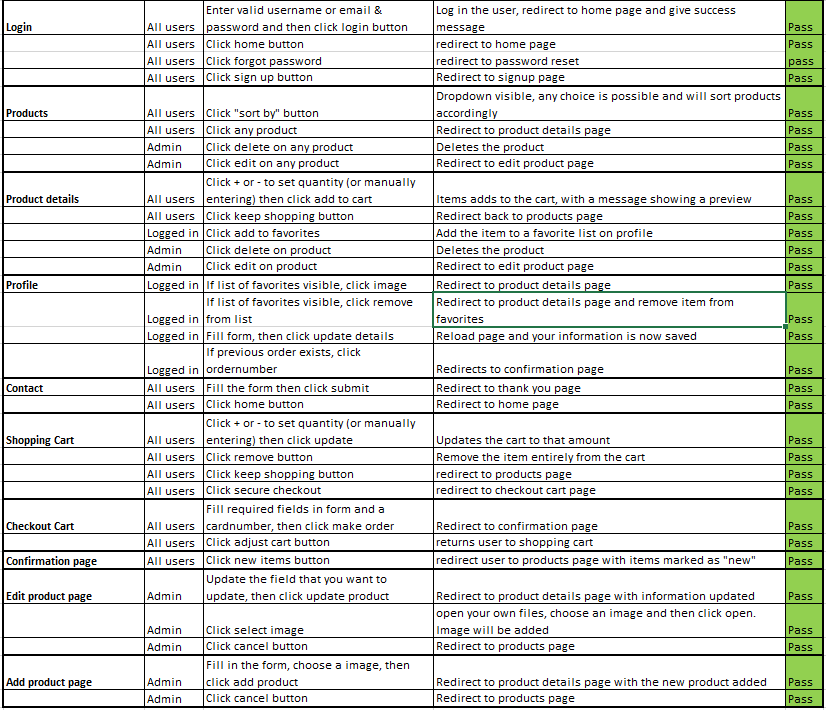 Enter valid username or email & Log in the user, redirect to home page and give success
Login All users password and then click login button message Pass
All users Click home button redirect to home page Pass
All users Click forgot password redirect to password reset pass
All users Click sign up button Redirect to signup page Pass
Dropdown visible, any choice is possible and will sort products
Products All users Click "sort by" button accordingly Pass
All users Click any product Redirect to product details page Pass
Admin Click delete on any product Deletes the product Pass
Admin Click edit on any product Redirect to edit product page Pass
Click + or - to set quantity (or manually
Product details All users entering) then click add to cart Items adds to the cart, with a message showing a preview Pass
All users Click keep shopping button Redirect back to products page Pass
Logged in Click add to favorites Add the item to a favorite list on profile Pass
Admin Click delete on product Deletes the product Pass
Admin Click edit on product Redirect to edit product page Pass
Profile Logged in If list of favorites visible, click image Redirect to product details page Pass
If list of favorites visible, click remove Redirect to product details page and remove item from
Logged in from list favorites Pass
Logged in Fill form, then click update details Reload page and your information is now saved Pass
If previous order exists, click
Logged in ordernumber Redirects to confirmation page Pass
Contact All users Fill the form then click submit Redirect to thank you page Pass
All users Click home button Redirect to home page Pass
Click + or - to set quantity (or manually
Shopping Cart All users entering) then click update Updates the cart to that amount Pass
All users Click remove button Remove the item entirely from the cart Pass
All users Click keep shopping button redirect to products page Pass
All users Click secure checkout redirect to checkout cart page Pass
Fill required fields in form and a
Checkout Cart All users cardnumber, then click make order Redirect to confirmation page Pass
All users Click adjust cart button returns user to shopping cart Pass
Confirmation page All users Click new items button redirect user to products page with items marked as "new" Pass
Update the field that you want to
Edit product page Admin update, then click update product Redirect to product details page with information updated Pass
open your own files, choose an image and then click open.
Admin Click select image Image will be added Pass
Admin Click cancel button Redirect to products page Pass
Fill in the form, choose a image, then
Add product page Admin click add product Redirect to product details page with the new product added Pass
Admin Click cancel button Redirect to products page Pass